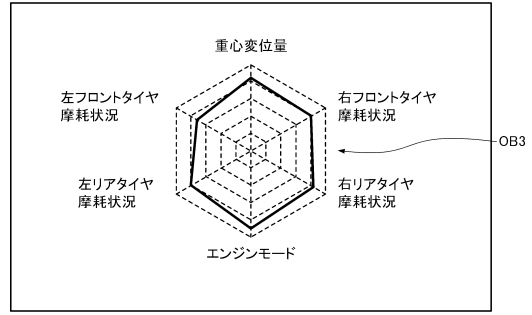 重心変位量
左フロントタイヤ
摩耗状況
右フロントタイヤ
摩耗状況
OB3
左リアタイヤ
摩耗状況
右リアタイヤ
摩耗状況
エンジンモード